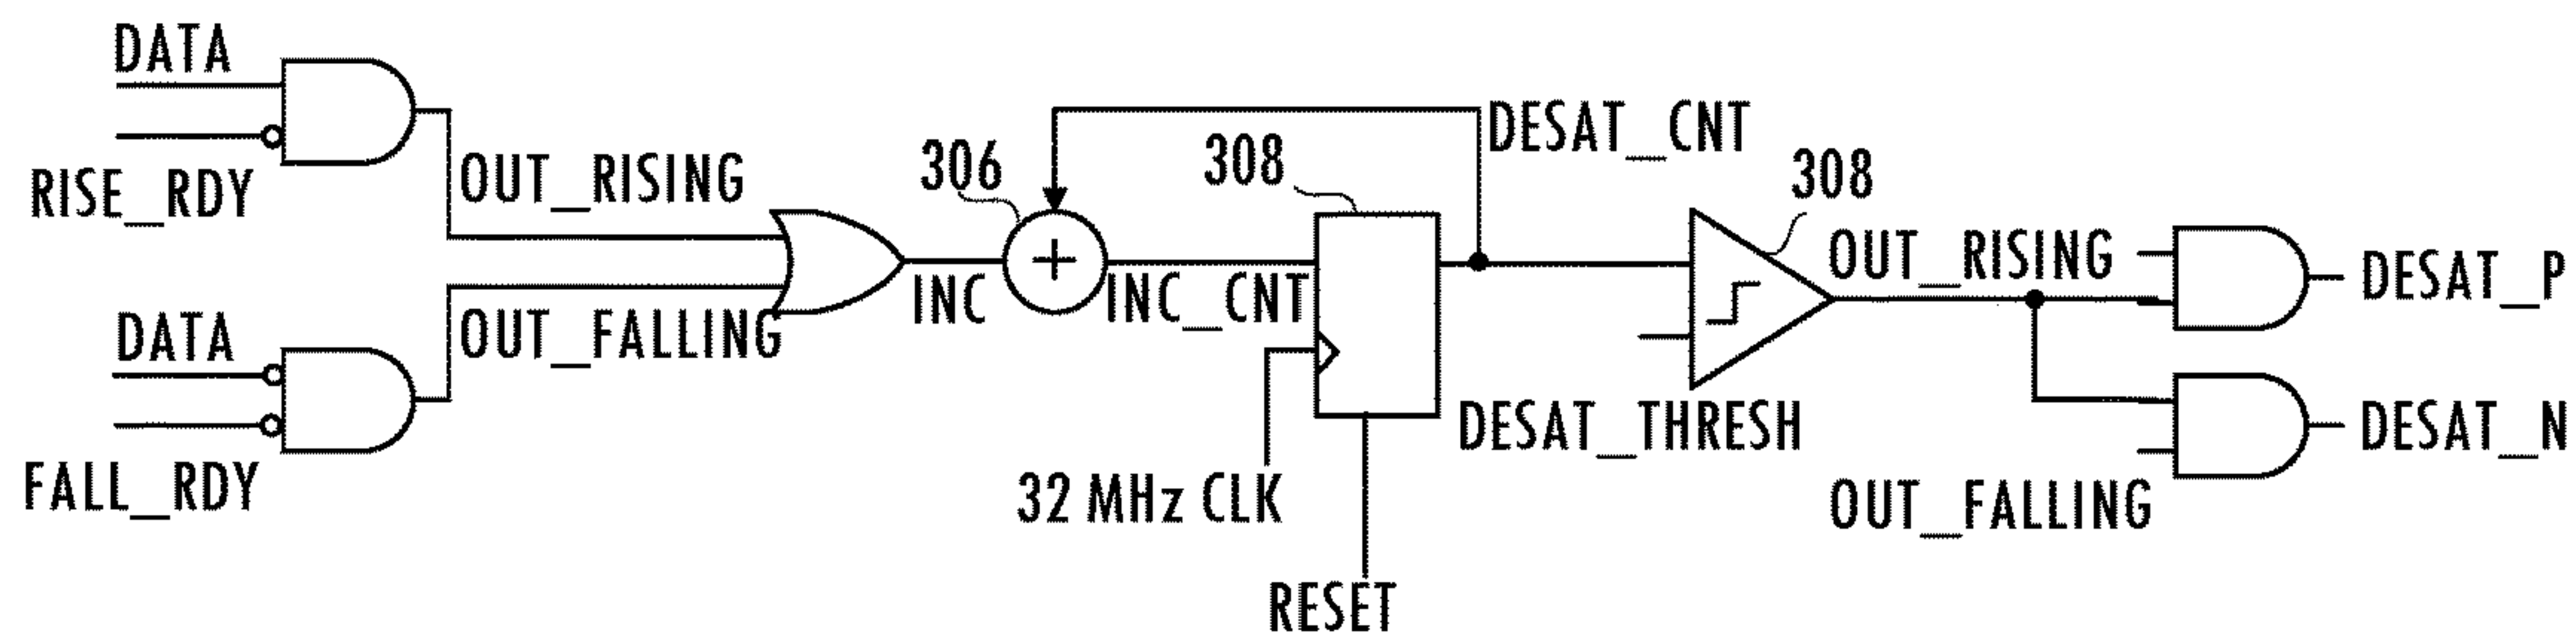 DATA
RISE_RDY
OUT_RISING
DATA
OUT_FALLING
FALL_RDY
306
INC
INC_CNT
308
DESAT_CNT
32 MHz CLK
RESET
308
DESAT_THRESH
OUT_RISING
OUT_FALLING
DESAT_P
DESAT_N